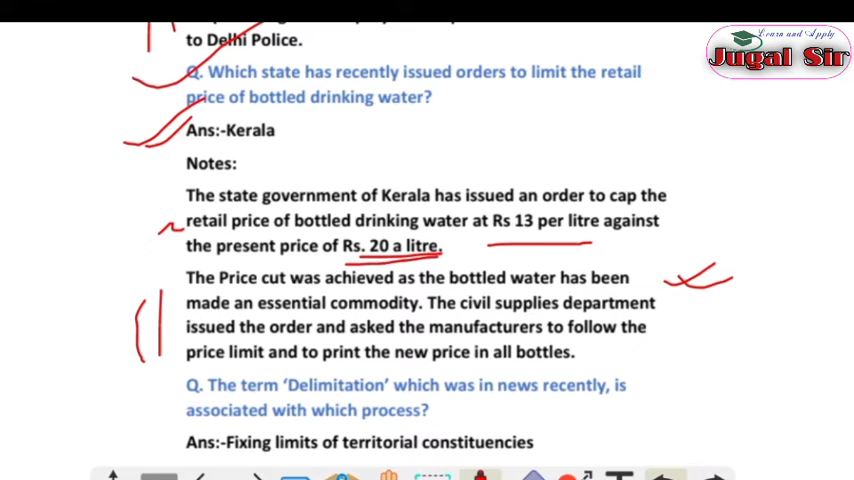 to Delhi Police.
Learn and Apply
Jugal Sir
Q. Which state has recently issued orders to limit the retail
price of bottled drinking water?
Ans:-Kerala
Notes:
The state government of Kerala has issued an order to cap the
retail price of bottled drinking water at Rs 13 per litre against
the present price of Rs. 20 a litre.
The Price cut was achieved as the bottled water has been
made an essential commodity. The civil supplies department
issued the order and asked the manufacturers to follow the
price limit and to print the new price in all bottles.
Q. The term ‘Delimitation’ which was in news recently, is
associated with which process?
Ans:-Fixing limits of territorial constituencies